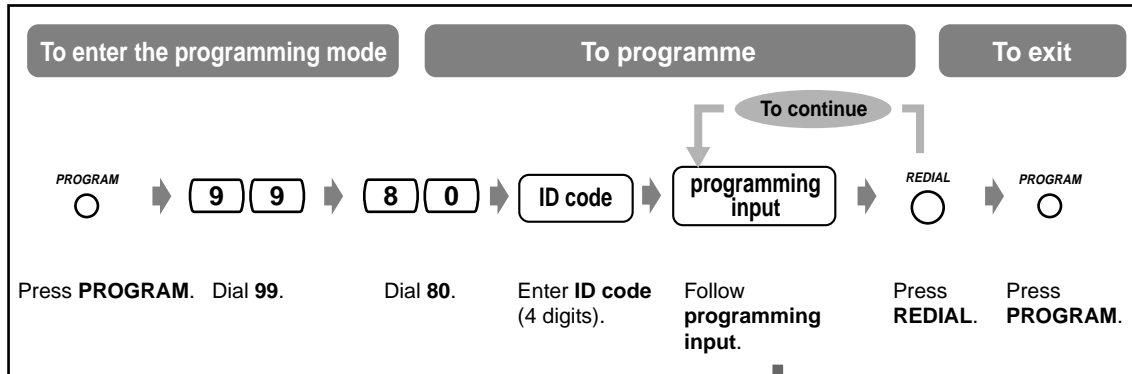 To enter the programming mode
To programme
To exit
To continue
PROGRAM
9 9
8 0
ID code
programming
input
REDIAL
PROGRAM
Press PROGRAM.
Dial 99.
Dial 80.
Enter ID code
(4 digits).
Follow
programming
input.
Press
REDIAL.
Press
PROGRAM.